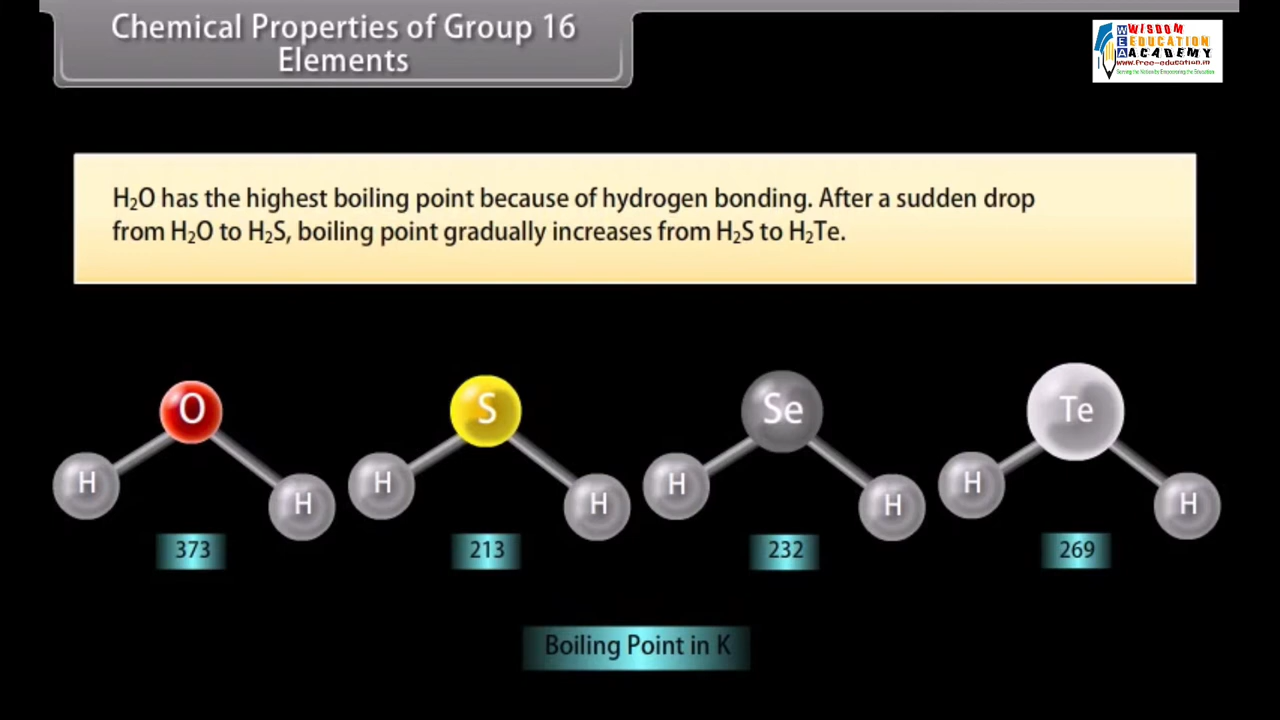 Chemical Properties of Group 16
Elements
WEA
WISDOM
EDUCATION
ACADEMY
www.free-education.in
H₂O has the highest boiling point because of hydrogen bonding. After a sudden drop
from H₂O to H₂S, boiling point gradually increases from H₂S to H₂Te.
O S Se Te
H H H H H H H H
373 213 232 269
Boiling Point in K